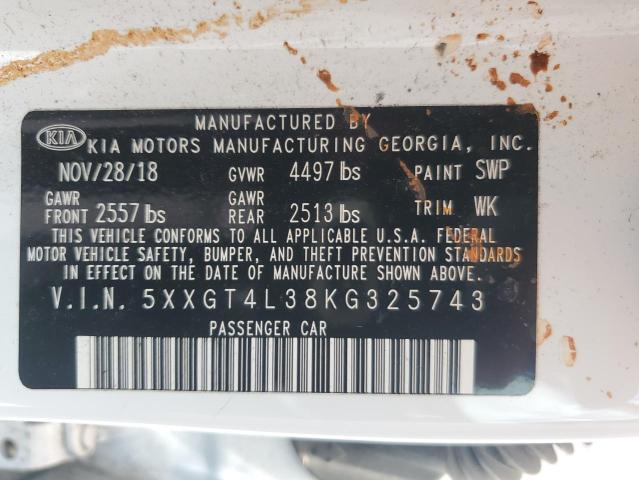 MANUFACTURED BY
KIA KIA MOTORS MANUFACTURING GEORGIA, INC.
NOV/28/18 GVWR 4497 lbs PAINT SWP
GAWR FRONT 2557 lbs GAWR REAR 2513 lbs TRIM WK
THIS VEHICLE CONFORMS TO ALL APPLICABLE U.S.A. FEDERAL
MOTOR VEHICLE SAFETY, BUMPER, AND THEFT PREVENTION STANDARDS
IN EFFECT ON THE DATE OF MANUFACTURE SHOWN ABOVE.
V.I.N. 5XXGT4L38KG325743
PASSENGER CAR